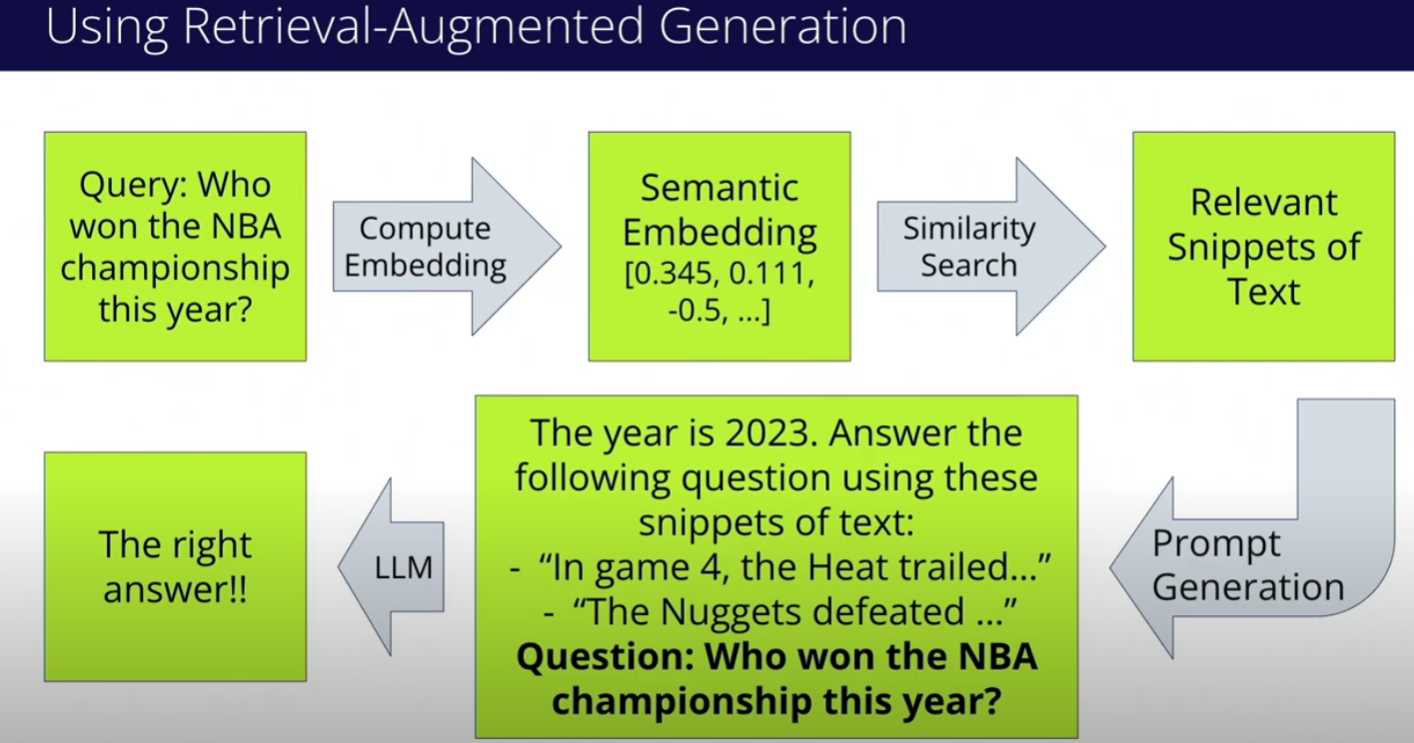 Using Retrieval-Augmented Generation
Query: Who
won the NBA
championship
this year?
Compute
Embedding
Semantic
Embedding
[0.345, 0.111,
-0.5, ...]
Similarity
Search
Relevant
Snippets of
Text
Prompt
Generation
The year is 2023. Answer the
following question using these
snippets of text:
- “In game 4, the Heat trailed...”
- “The Nuggets defeated ...”
Question: Who won the NBA
championship this year?
LLM
The right
answer!!